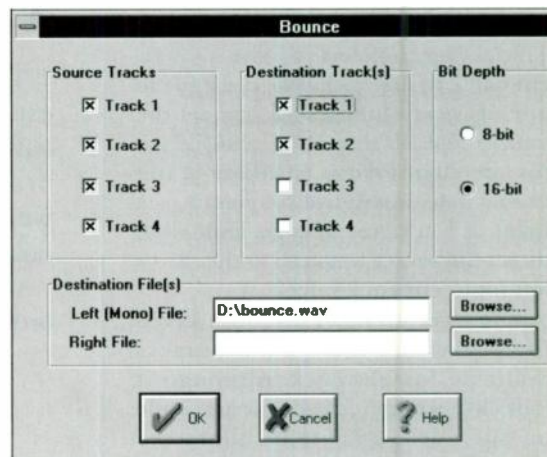 Bounce
Source Tracks
Track 1
Track 2
Track 3
Track 4
Destination Track(s)
Track 1
Track 2
Track 3
Track 4
Bit Depth
8-bit
16-bit
Destination File(s)
Left (Mono) File: D:\bounce.wav Browse...
Right File: Browse...
OK Cancel Help